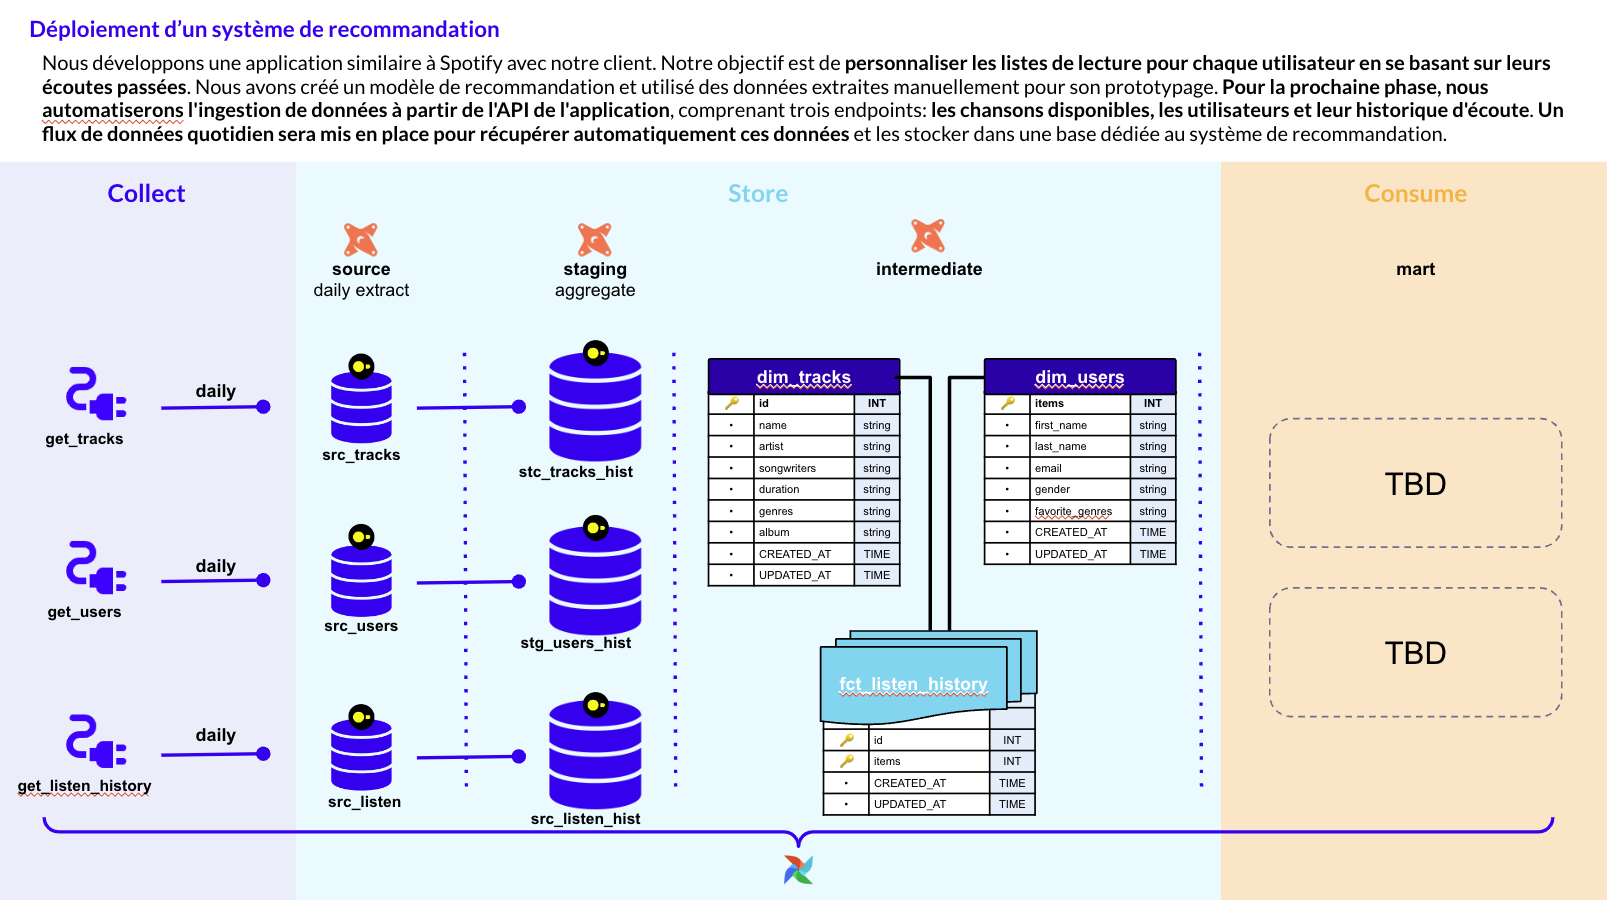 Déploiement d’un système de recommandation
Nous développons une application similaire à Spotify avec notre client. Notre objectif est de personnaliser les listes de lecture pour chaque utilisateur en se basant sur leurs
écoutes passées. Nous avons créé un modèle de recommandation et utilisé des données extraites manuellement pour son prototypage. Pour la prochaine phase, nous
automatiserons l'ingestion de données à partir de l'API de l'application, comprenant trois endpoints: les chansons disponibles, les utilisateurs et leur historique d'écoute. Un
flux de données quotidien sera mis en place pour récupérer automatiquement ces données et les stocker dans une base dédiée au système de recommandation.
Collect
Store
Consume
source
daily extract
staging
aggregate
intermediate
mart
get_tracks
daily
src_tracks
stc_tracks_hist
get_users
daily
src_users
stg_users_hist
get_listen_history
daily
src_listen
src_listen_hist
dim_tracks
id INT
name string
artist string
songwriters string
duration string
genres string
album string
CREATED_AT TIME
UPDATED_AT TIME
dim_users
items INT
first_name string
last_name string
email string
gender string
favorite_genres string
CREATED_AT TIME
UPDATED_AT TIME
fct_listen_history
id INT
items INT
CREATED_AT TIME
UPDATED_AT TIME
TBD
TBD